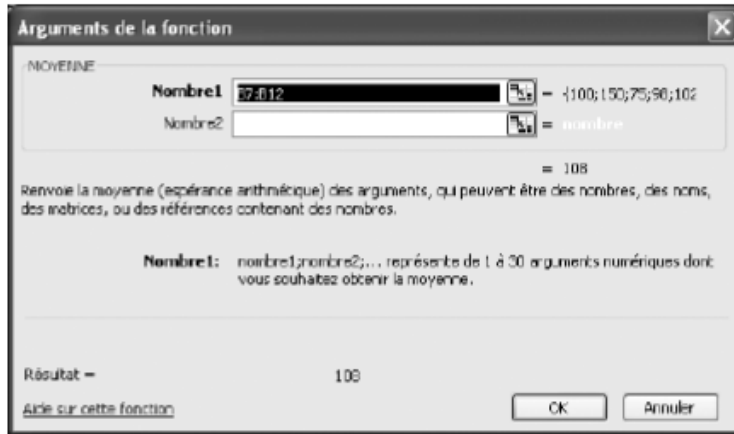 Arguments de la fonction
MOYENNE
Nombre1 B7:B12 = {100;150;75;98;102
Nombre2 = nombre
= 108
Renvoie la moyenne (espérance arithmétique) des arguments, qui peuvent être des nombres, des noms,
des matrices, ou des références contenant des nombres.
Nombre1: nombre1;nombre2;... représente de 1 à 30 arguments numériques dont
vous souhaitez obtenir la moyenne.
Résultat = 108
Aide sur cette fonction
OK Annuler